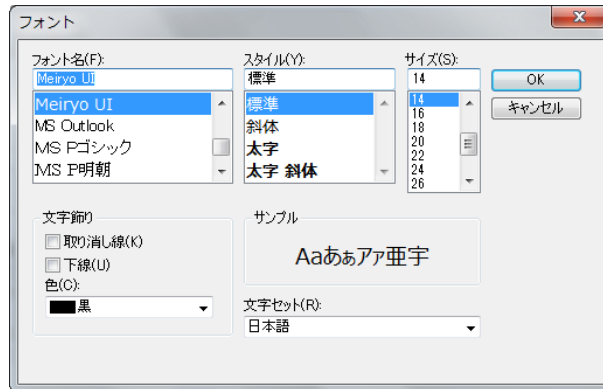 フォント
フォント名(F):
Meiryo UI
Meiryo UI
MS Outlook
MS Pゴシック
MS P明朝
スタイル(Y):
標準
標準
斜体
太字
太字 斜体
サイズ(S):
14
14
16
18
20
22
24
26
OK
キャンセル
文字飾り
取り消し線(K)
下線(U)
色(C):
黒
サンプル
Aaあぁアァ亜宇
文字セット(R):
日本語